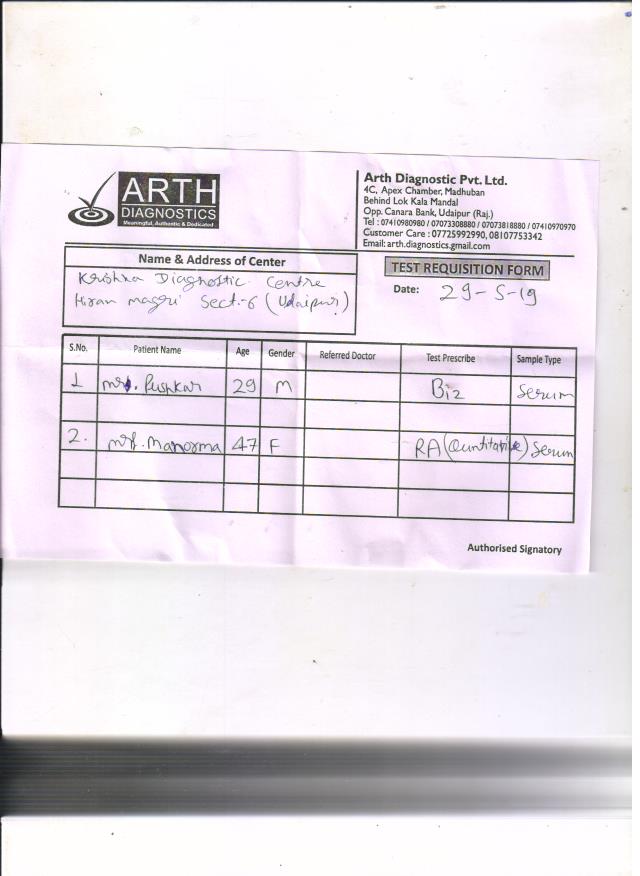 ARTH
DIAGNOSTICS
Meaningful, Authentic & Dedicated
Arth Diagnostic Pvt. Ltd.
4C, Apex Chamber, Madhuban
Behind Lok Kala Mandal
Opp. Canara Bank, Udaipur (Raj.)
Tel : 07410980980 / 07073308880 / 07073818880 / 07410970970
Customer Care : 07725992990, 08107753342
Email: arth.diagnostics.gmail.com
Name & Address of Center
Krishna Diagnostic Centre
Hiran magri Sect.-6 (Udaipur)
TEST REQUISITION FORM
Date: 29-5-19
S.No. Patient Name Age Gender Referred Doctor Test Prescribe Sample Type
1 mr. Pushkar 29 M B12 Serum
2. mrs. Manorma 47 F RA (Quntitative) Serum
Authorised Signatory